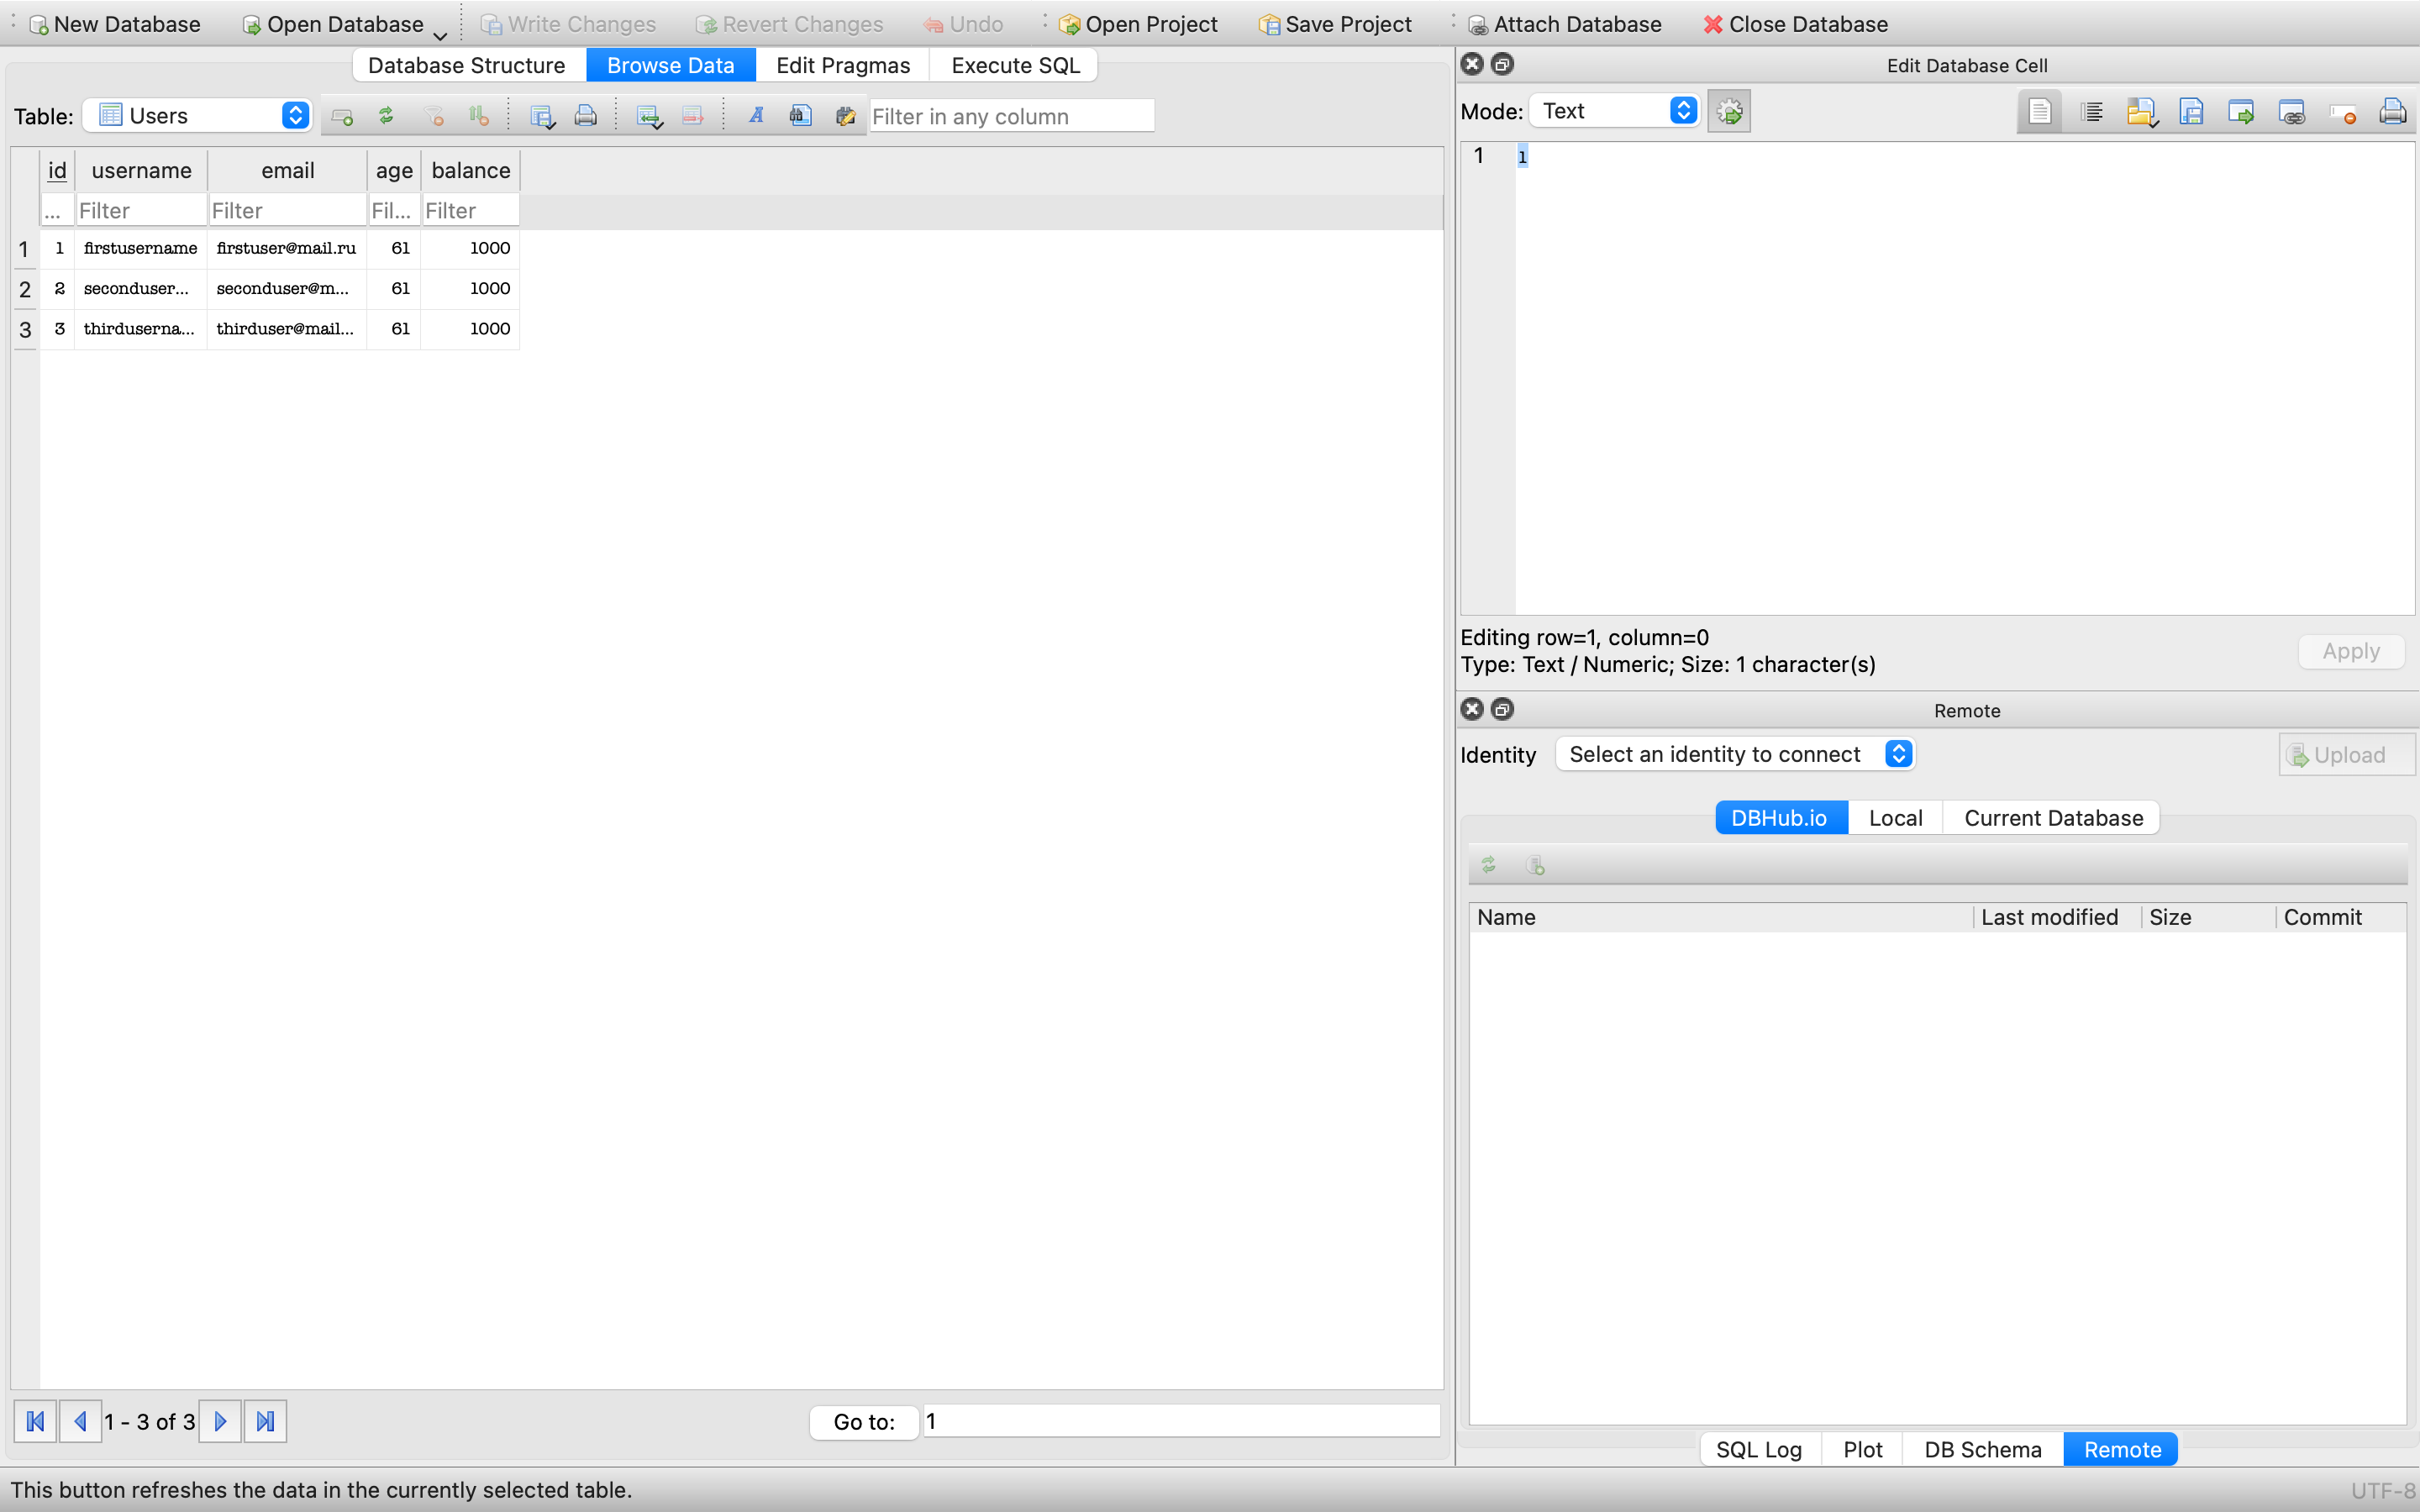 New Database Open Database Write Changes Revert Changes Undo Open Project Save Project Attach Database Close Database
Database Structure Browse Data Edit Pragmas Execute SQL
Table: Users Filter in any column
id username email age balance
... Filter Filter Fil... Filter
1 1 firstusername firstuser@mail.ru 61 1000
2 2 seconduser... seconduser@m... 61 1000
3 3 thirduserna... thirduser@mail... 61 1000
1 - 3 of 3 Go to: 1
Edit Database Cell
Mode: Text
1 1
Editing row=1, column=0
Type: Text / Numeric; Size: 1 character(s)
Apply
Remote
Identity Select an identity to connect Upload
DBHub.io Local Current Database
Name Last modified Size Commit
SQL Log Plot DB Schema Remote
This button refreshes the data in the currently selected table. UTF-8